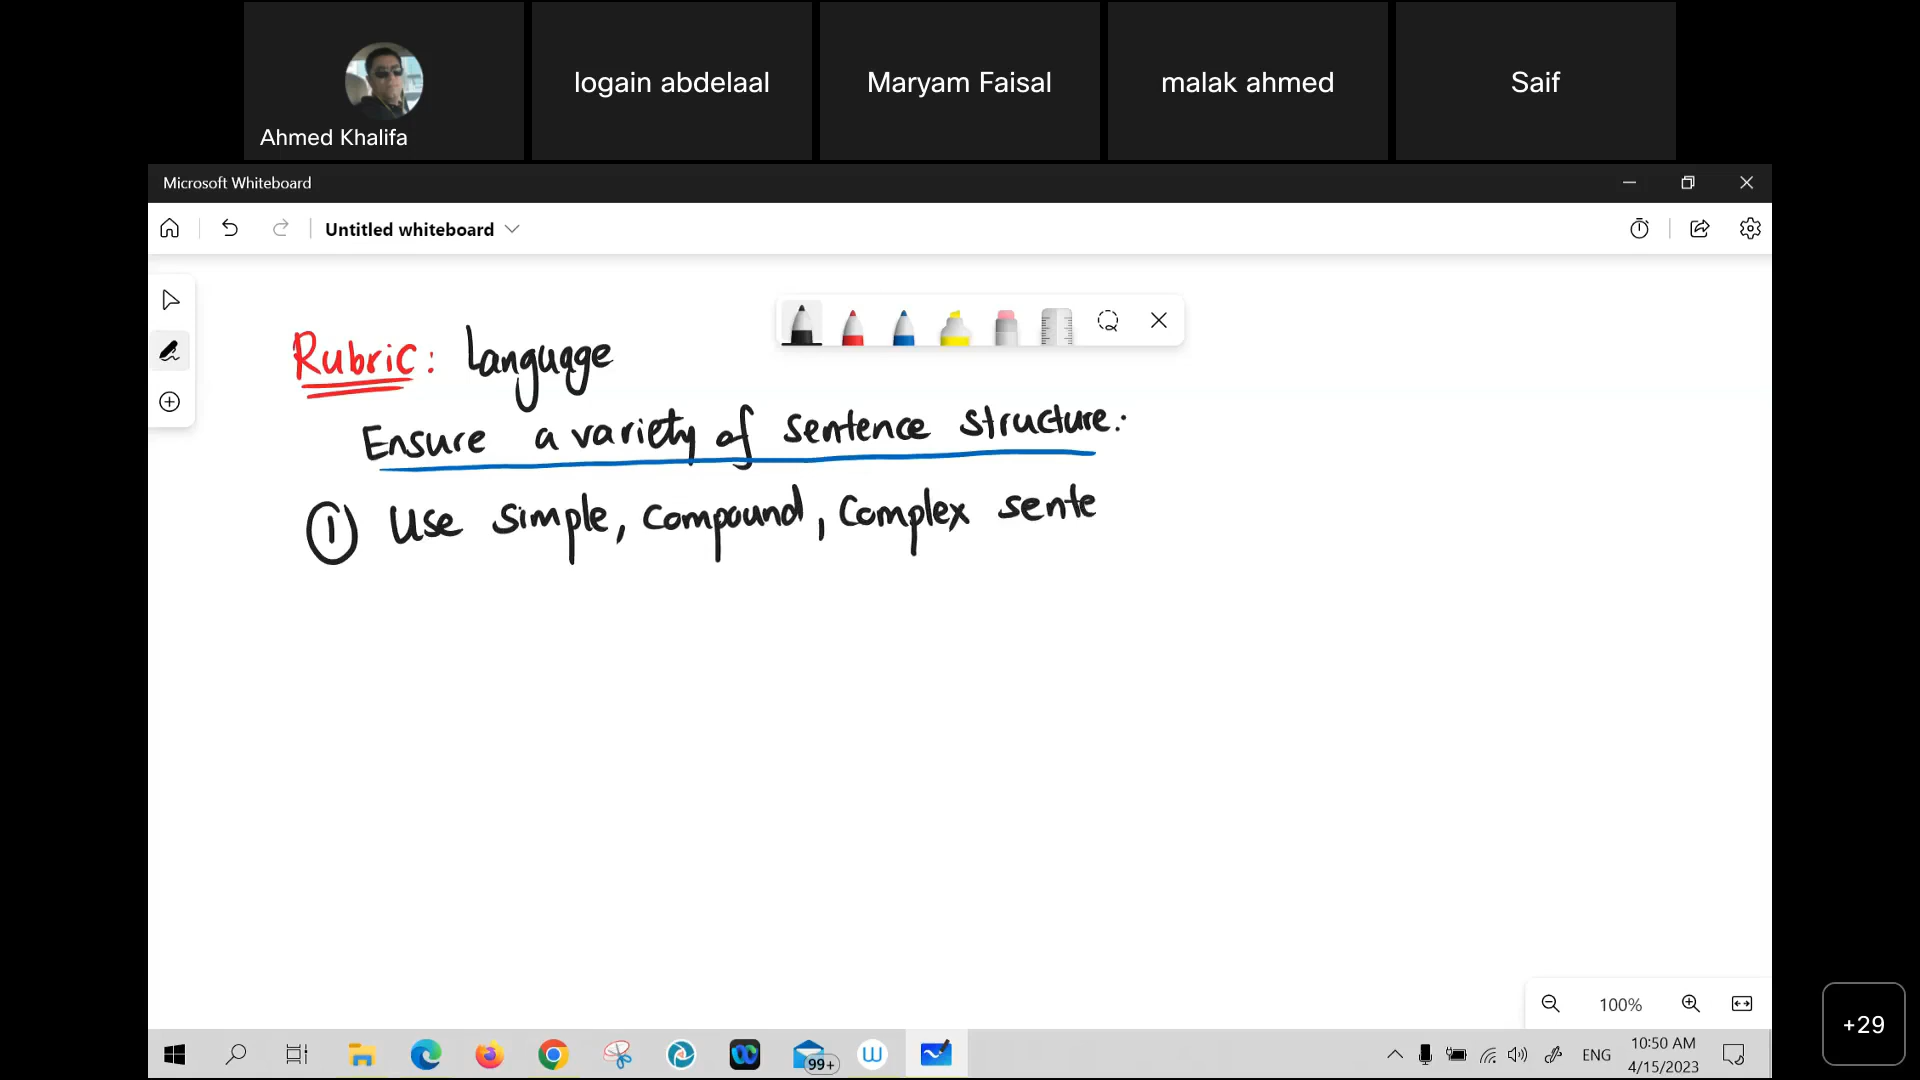 logain abdelaal
Maryam Faisal
malak ahmed
Saif
Ahmed Khalifa
Microsoft Whiteboard
Untitled whiteboard
Rubric: Language
Ensure a variety of sentence structure.
① Use simple, compound, complex sente
100%
+29
99+
ENG
10:50 AM
4/15/2023